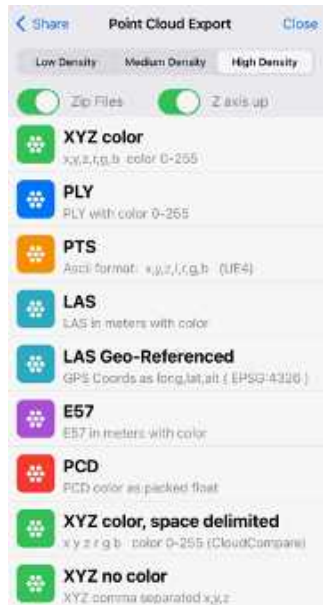 Share Point Cloud Export Close
Low Density Medium Density High Density
Zip Files Z axis up
XYZ color
x,y,z,r,g,b color 0-255
PLY
PLY with color 0-255
PTS
Ascii format: x,y,z,i,r,g,b (UE4)
LAS
LAS in meters with color
LAS Geo-Referenced
GPS Coords as long,lat,alt ( EPSG:4326 )
E57
E57 in meters with color
PCD
PCD color as packed float
XYZ color, space delimited
x y z r g b color 0-255 (CloudCompare)
XYZ no color
XYZ comma separated x,y,z